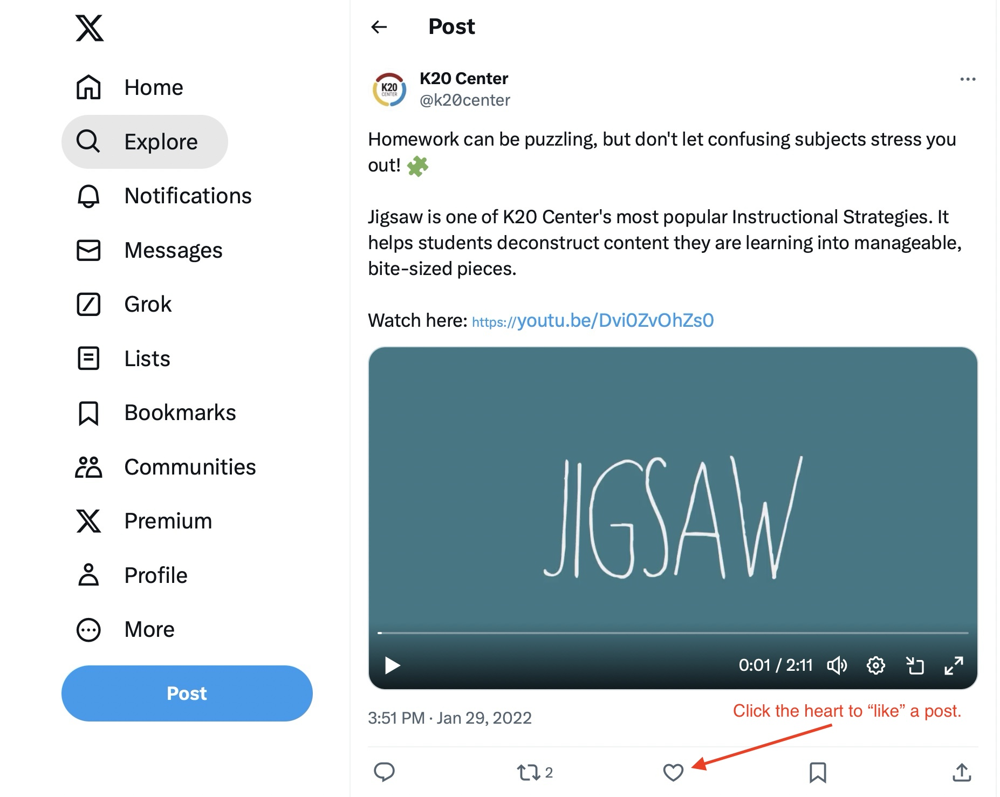 Home
Explore
Notifications
Messages
Grok
Lists
Bookmarks
Communities
Premium
Profile
More
Post
Post
K20
CENTER
K20 Center
@k20center
Homework can be puzzling, but don't let confusing subjects stress you
out!
Jigsaw is one of K20 Center's most popular Instructional Strategies. It
helps students deconstruct content they are learning into manageable,
bite-sized pieces.
Watch here: https://youtu.be/Dvi0ZvOhZs0
JIGSAW
0:01 / 2:11
3:51 PM · Jan 29, 2022
Click the heart to “like” a post.
2